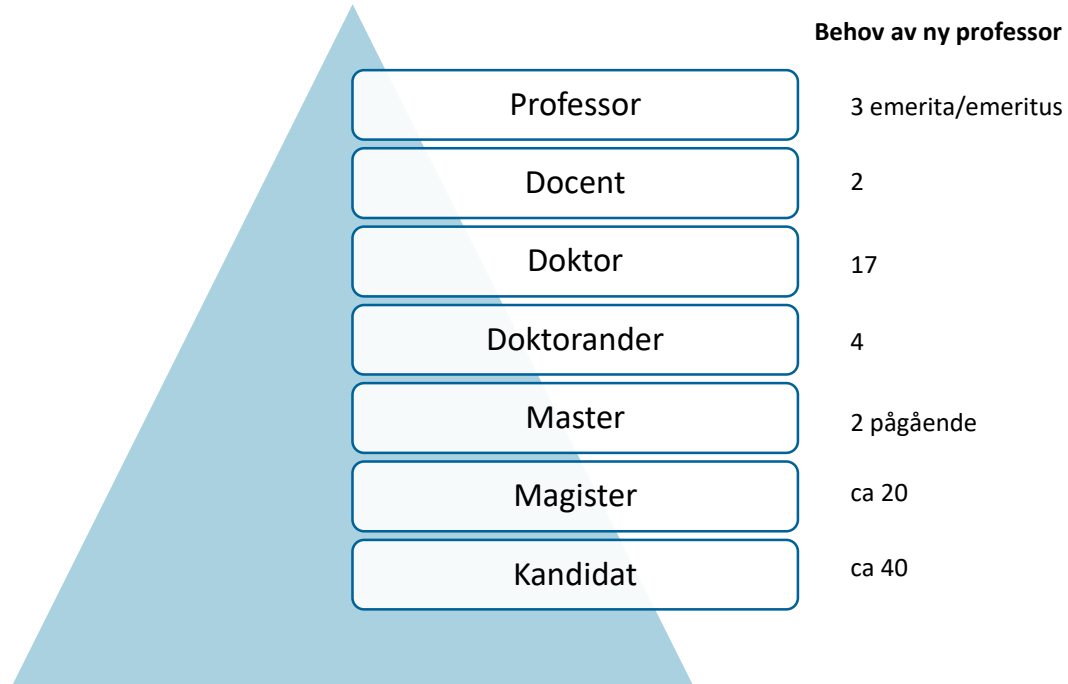 Behov av ny professor
Professor
3 emerita/emeritus
Docent
2
Doktor
17
Doktorander
4
Master
2 pågående
Magister
ca 20
Kandidat
ca 40